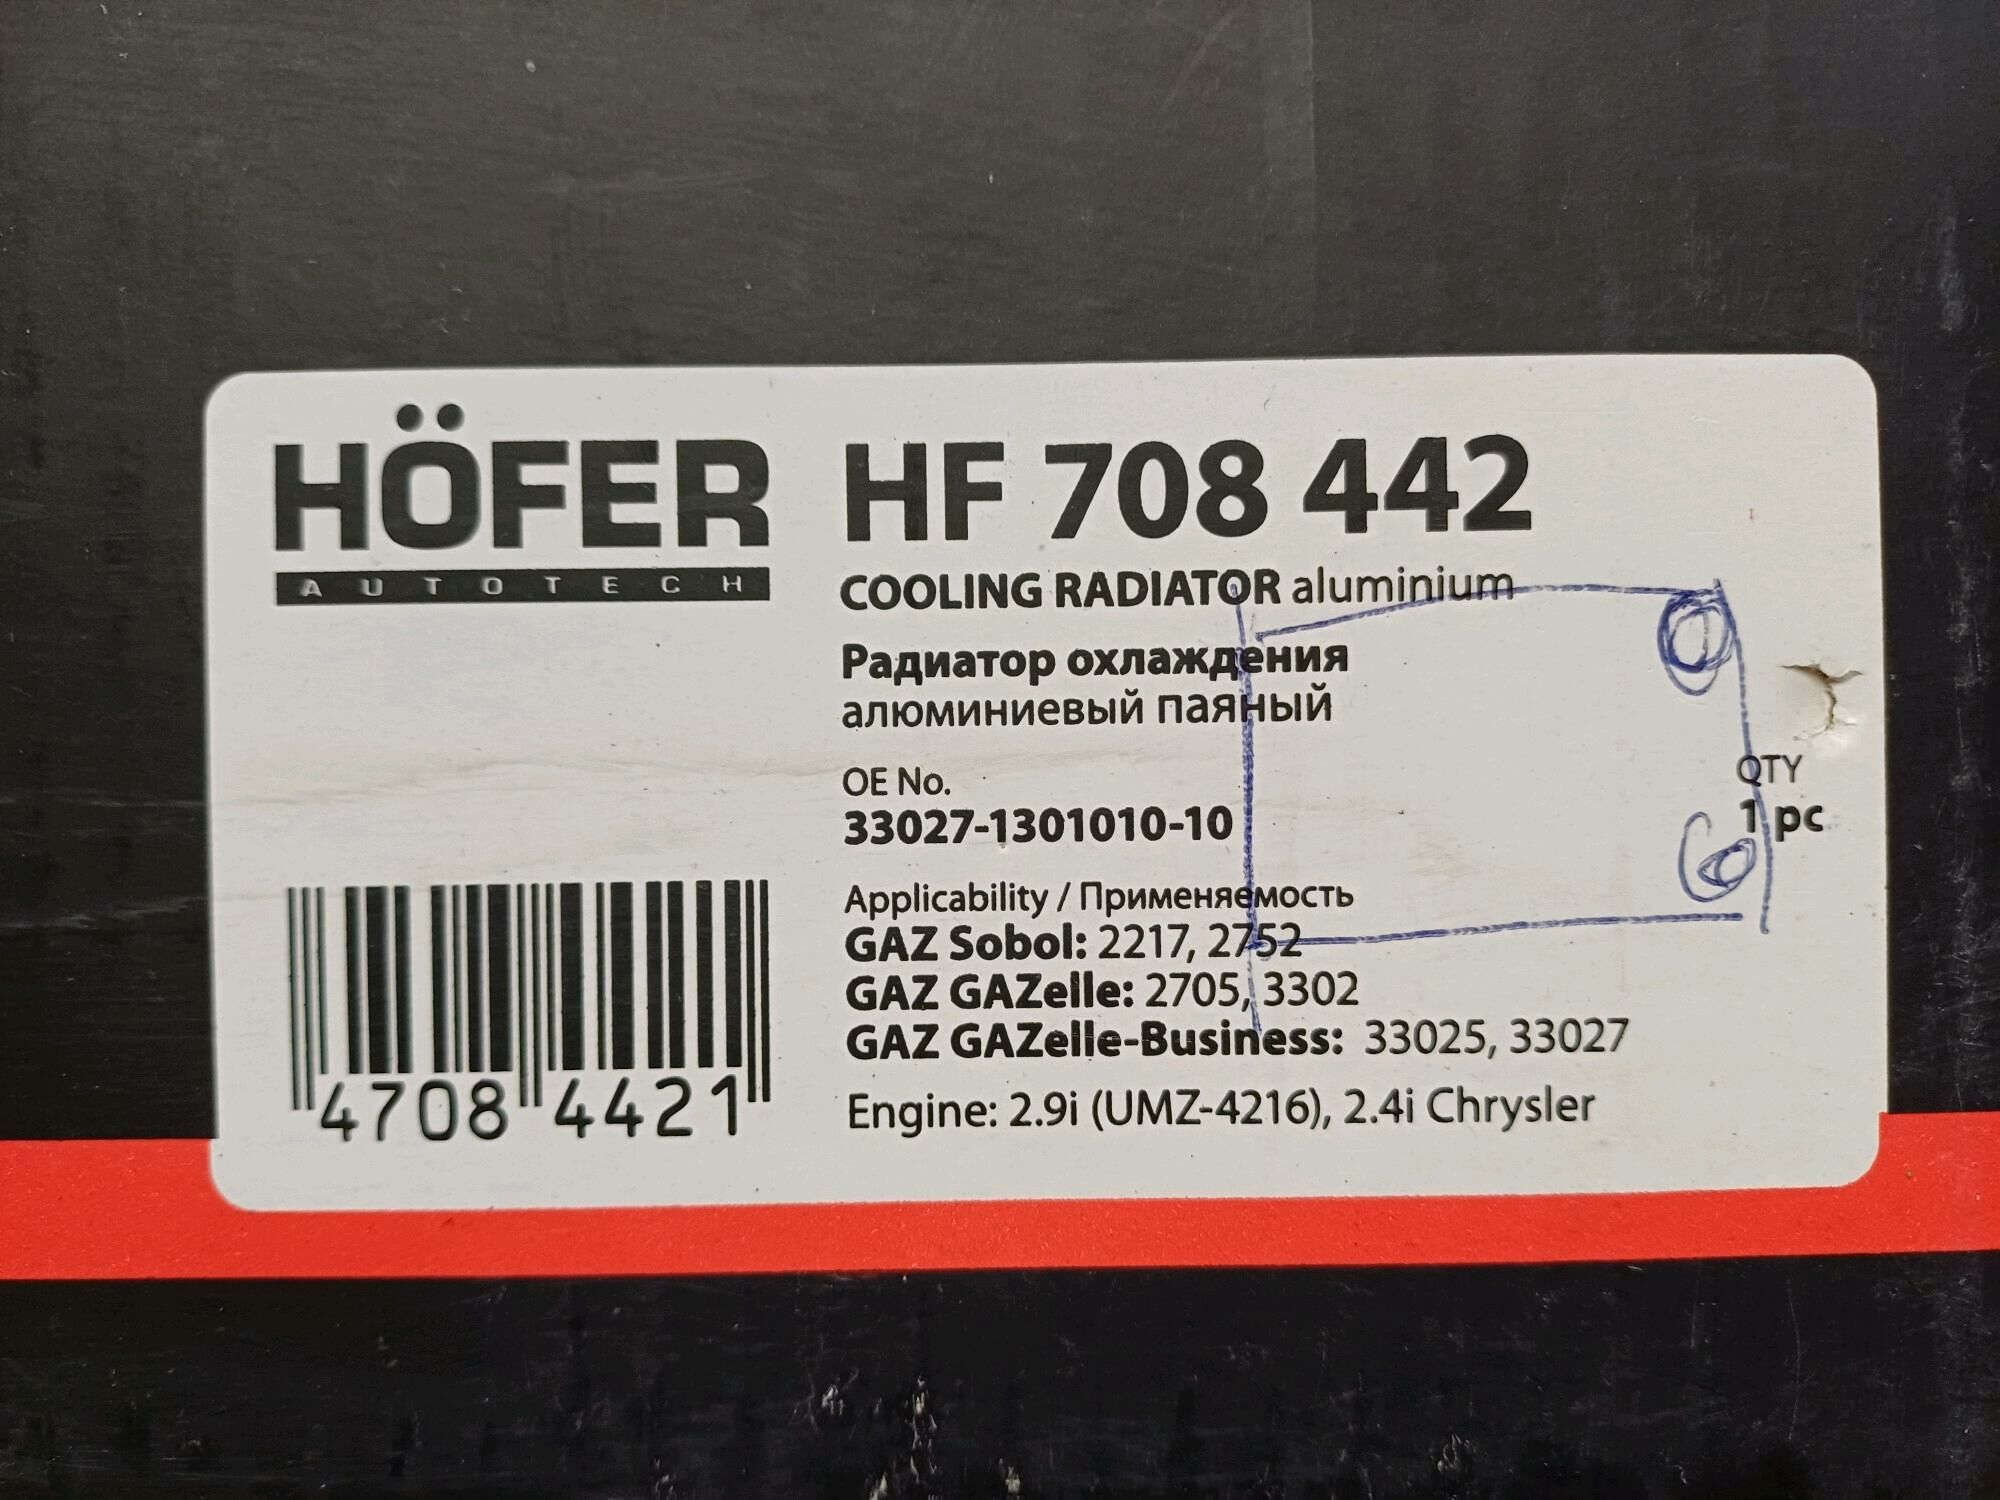 HÖFER
AUTOTECH
HF 708 442
COOLING RADIATOR aluminium
Радиатор охлаждения
алюминиевый паяный
OE No.
33027-1301010-10
QTY
1 pc
Applicability / Применяемость
GAZ Sobol: 2217, 2752
GAZ GAZelle: 2705, 3302
GAZ GAZelle-Business: 33025, 33027
Engine: 2.9i (UMZ-4216), 2.4i Chrysler
4708 4421